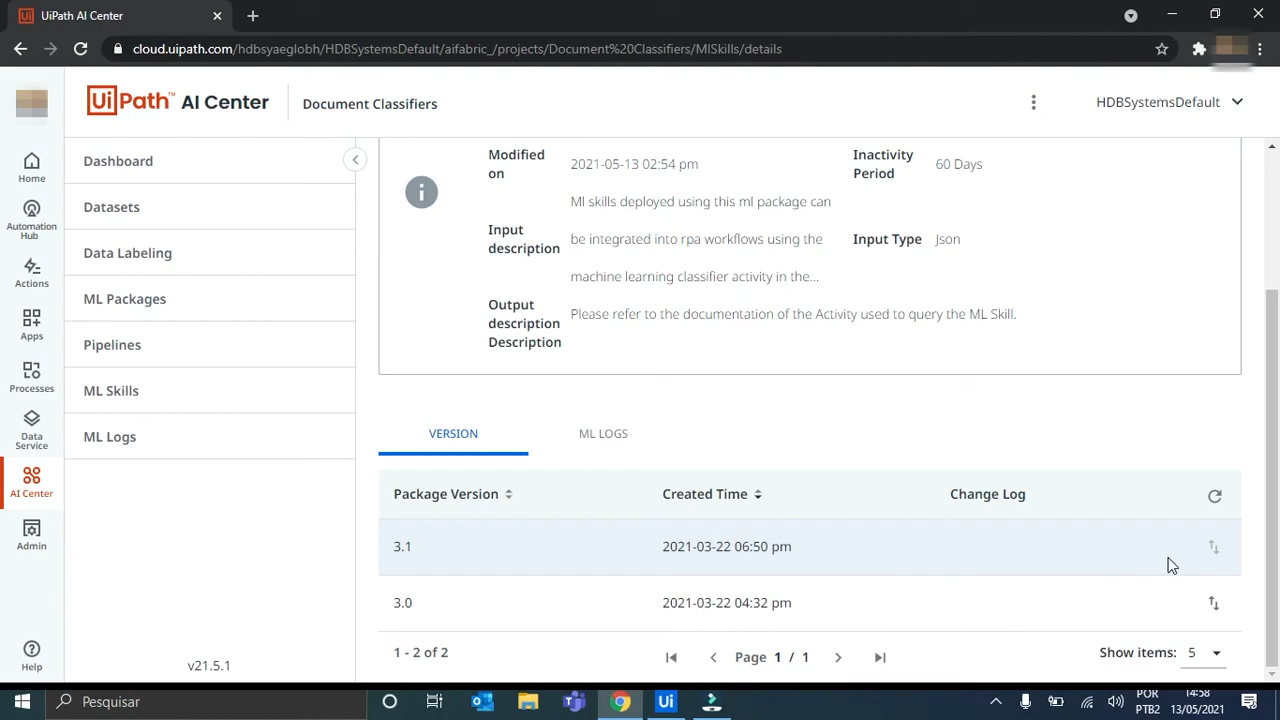 UiPath AI Center
cloud.uipath.com/hdbsyaeglobh/HDBSystemsDefault/aifabric_/projects/Document%20Classifiers/MlSkills/details
UiPath™ AI Center
Document Classifiers
HDBSystemsDefault
Home
Automation Hub
Actions
Apps
Processes
Data Service
AI Center
Admin
Help
Dashboard
Datasets
Data Labeling
ML Packages
Pipelines
ML Skills
ML Logs
v21.5.1
Modified on
2021-05-13 02:54 pm
Inactivity Period
60 Days
Input description
Ml skills deployed using this ml package can
be integrated into rpa workflows using the
machine learning classifier activity in the...
Input Type
Json
Output description Description
Please refer to the documentation of the Activity used to query the ML Skill.
VERSION
ML LOGS
Package Version
Created Time
Change Log
3.1
2021-03-22 06:50 pm
3.0
2021-03-22 04:32 pm
1 - 2 of 2
Page 1 / 1
Show items: 5
Pesquisar
POR
PTB2
14:58
13/05/2021